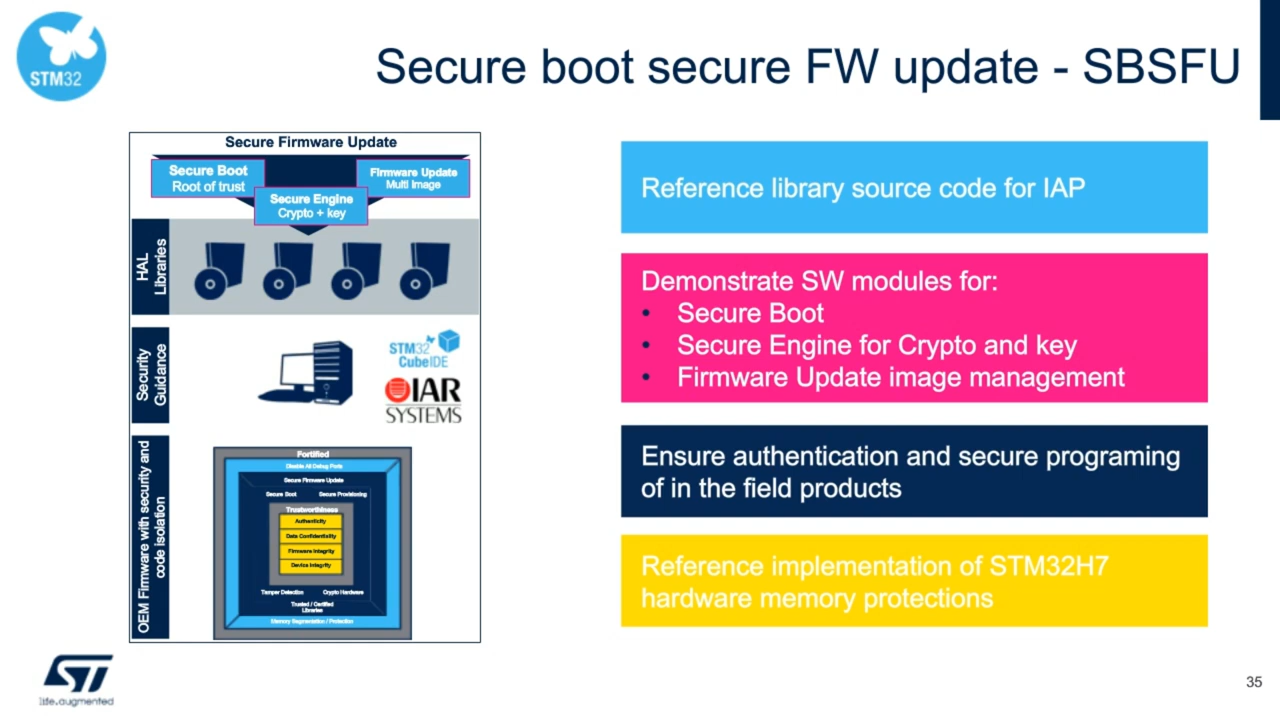 STM32
Secure boot secure FW update - SBSFU
Secure Firmware Update
Secure Boot
Root of trust
Firmware Update
Multi Image
Secure Engine
Crypto + key
HAL
Libraries
Security
Guidance
STM32
CubeIDE
IAR
SYSTEMS
OEM Firmware with security and
code isolation
Fortified
Disable All Debug Ports
Secure Firmware Update
Secure Boot
Secure Provisioning
Trustworthiness
Authenticity
Data Confidentiality
Firmware Integrity
Device Integrity
Tamper Detection
Crypto Hardware
Trusted / Certified
Libraries
Memory Segmentation / Protection
Reference library source code for IAP
Demonstrate SW modules for:
• Secure Boot
• Secure Engine for Crypto and key
• Firmware Update image management
Ensure authentication and secure programing
of in the field products
Reference implementation of STM32H7
hardware memory protections
ST
life.augmented
35